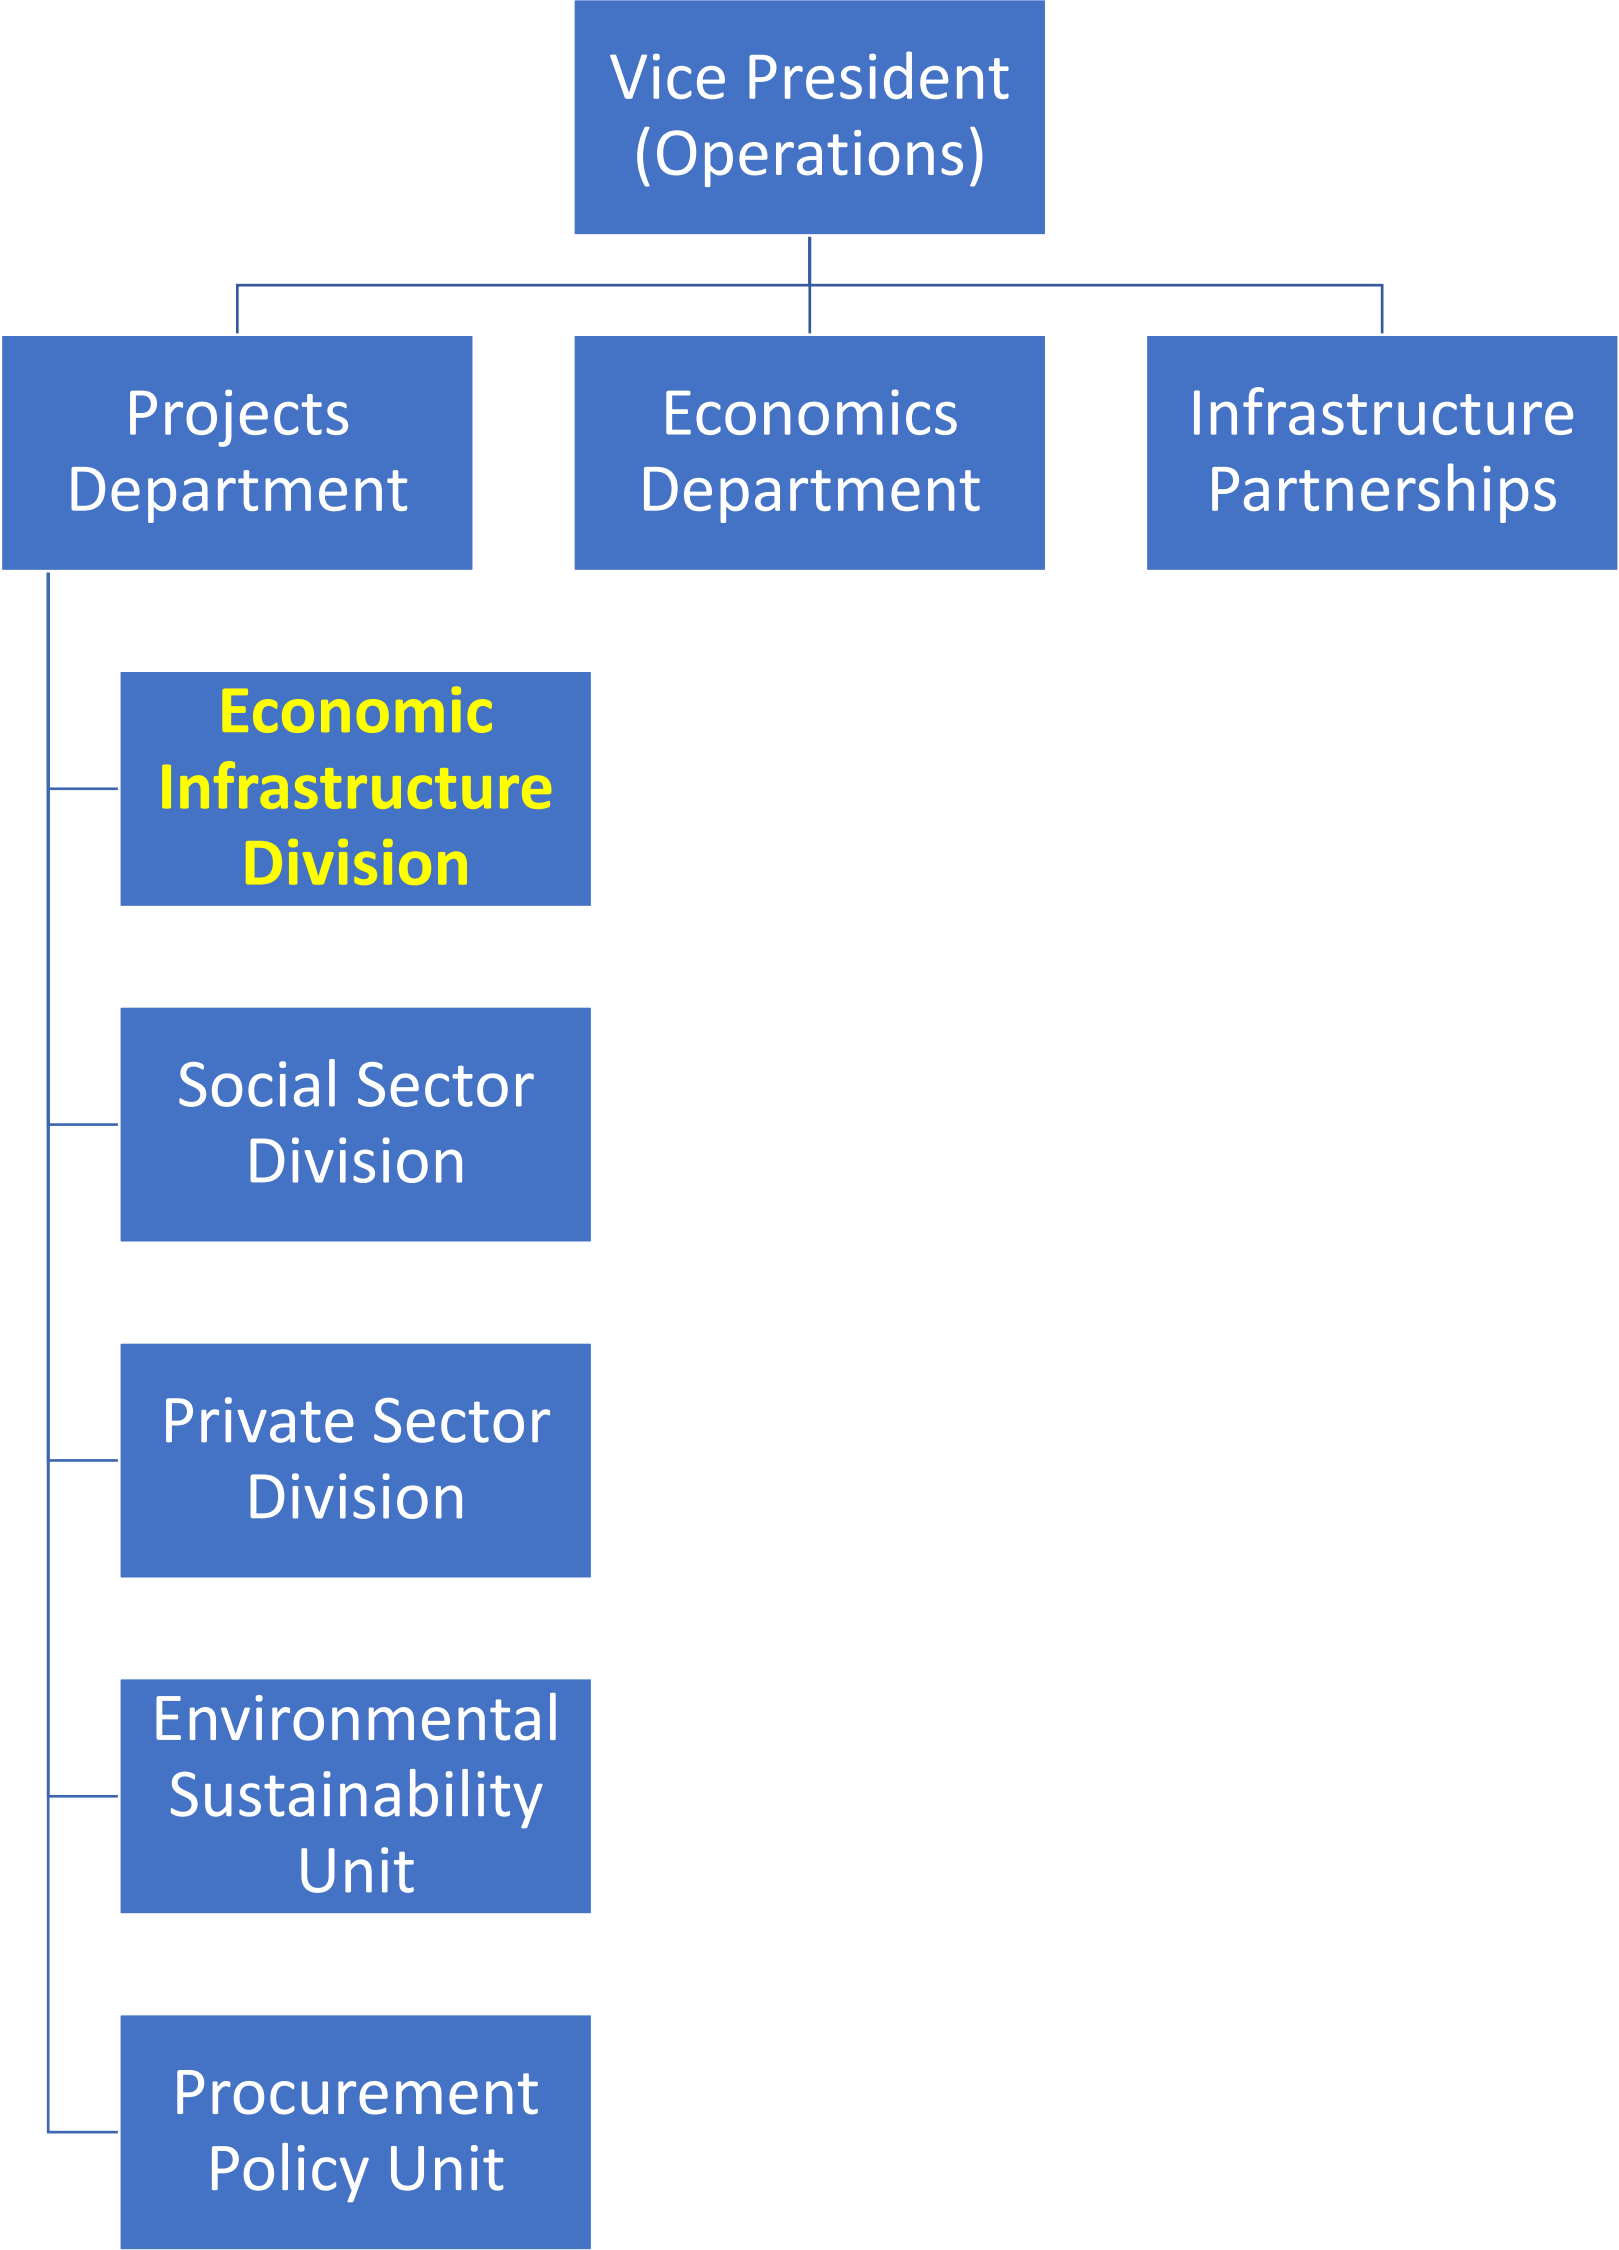 Vice President
(Operations)
Projects
Department
Economics
Department
Infrastructure
Partnerships
Economic
Infrastructure
Division
Social Sector
Division
Private Sector
Division
Environmental
Sustainability
Unit
Procurement
Policy Unit